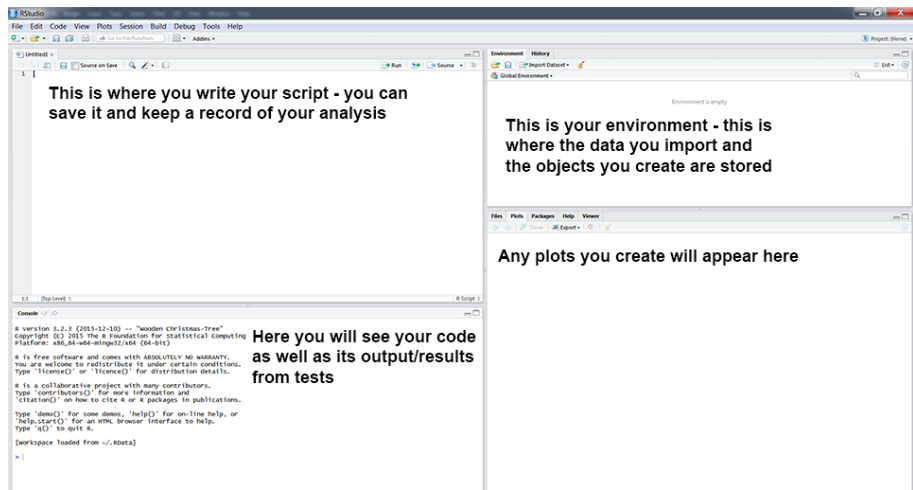 RStudio
File Edit Code View Plots Session Build Debug Tools Help
Go to file/function Addins Project: (None)
Untitled1
Source on Save Run Source
1
This is where you write your script - you can
save it and keep a record of your analysis
1:1 (Top Level) R Script
Console ~/
R version 3.2.3 (2015-12-10) -- "Wooden Christmas-Tree"
Copyright (C) 2015 The R Foundation for Statistical Computing
Platform: x86_64-w64-mingw32/x64 (64-bit)
R is free software and comes with ABSOLUTELY NO WARRANTY.
You are welcome to redistribute it under certain conditions.
Type 'license()' or 'licence()' for distribution details.
R is a collaborative project with many contributors.
Type 'contributors()' for more information and
'citation()' on how to cite R or R packages in publications.
Type 'demo()' for some demos, 'help()' for on-line help, or
'help.start()' for an HTML browser interface to help.
Type 'q()' to quit R.
[Workspace loaded from ~/.RData]
>
Here you will see your code
as well as its output/results
from tests
Environment History
Import Dataset List
Global Environment
Environment is empty
This is your environment - this is
where the data you import and
the objects you create are stored
Files Plots Packages Help Viewer
Zoom Export
Any plots you create will appear here